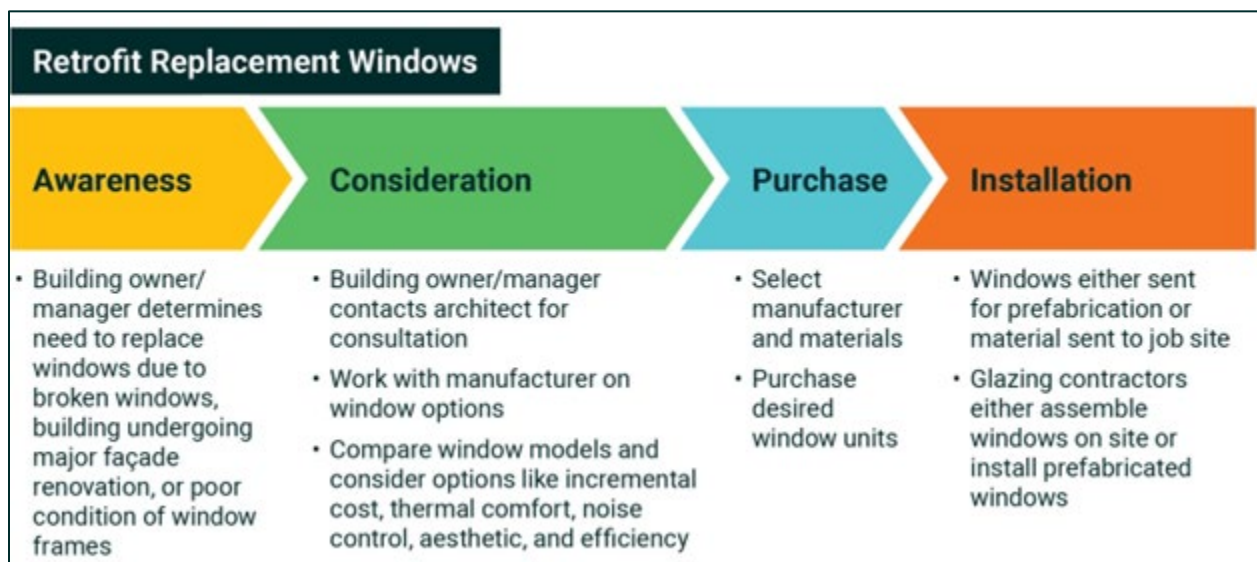 Retrofit Replacement Windows
Awareness
Consideration
Purchase
Installation
• Building owner/
manager determines
need to replace
windows due to
broken windows,
building undergoing
major façade
renovation, or poor
condition of window
frames
• Building owner/manager
contacts architect for
consultation
• Work with manufacturer on
window options
• Compare window models and
consider options like incremental
cost, thermal comfort, noise
control, aesthetic, and efficiency
• Select
manufacturer
and materials
• Purchase
desired
window units
• Windows either sent
for prefabrication or
material sent to job site
• Glazing contractors
either assemble
windows on site or
install prefabricated
windows